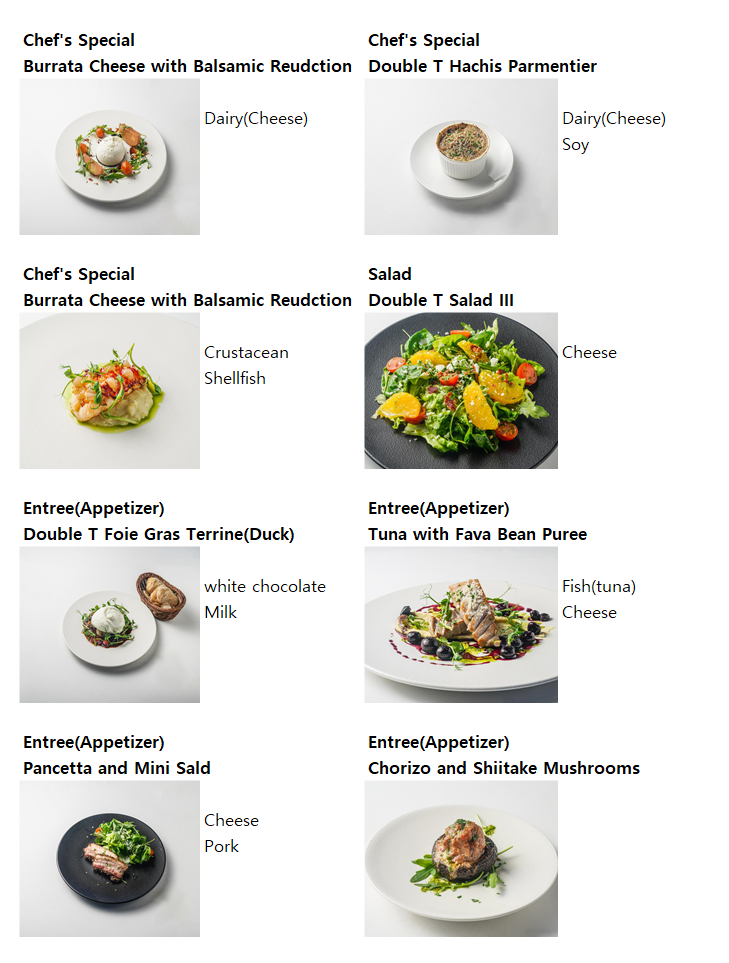 Chef's Special
Burrata Cheese with Balsamic Reudction
Dairy(Cheese)
Chef's Special
Double T Hachis Parmentier
Dairy(Cheese)
Soy
Chef's Special
Burrata Cheese with Balsamic Reudction
Crustacean
Shellfish
Salad
Double T Salad III
Cheese
Entree(Appetizer)
Double T Foie Gras Terrine(Duck)
white chocolate
Milk
Entree(Appetizer)
Tuna with Fava Bean Puree
Fish(tuna)
Cheese
Entree(Appetizer)
Pancetta and Mini Sald
Cheese
Pork
Entree(Appetizer)
Chorizo and Shiitake Mushrooms